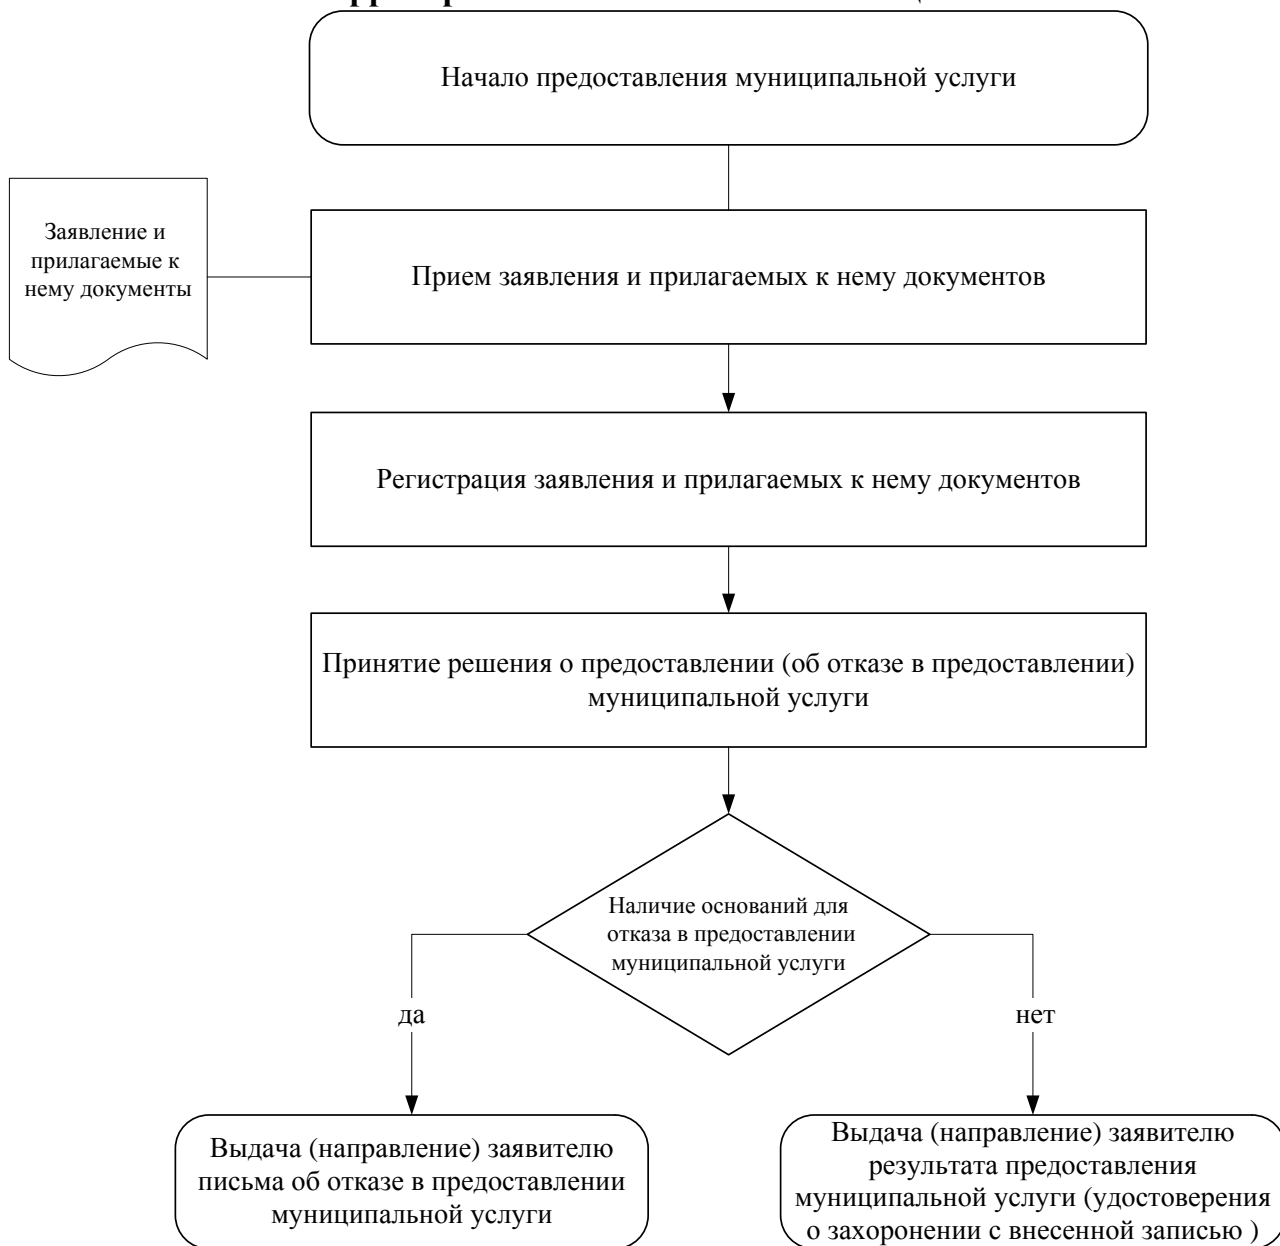 Начало предоставления муниципальной услуги
Заявление и
прилагаемые к
нему документы
Прием заявления и прилагаемых к нему документов
Регистрация заявления и прилагаемых к нему документов
Принятие решения о предоставлении (об отказе в предоставлении)
муниципальной услуги
Наличие оснований для
отказа в предоставлении
муниципальной услуги
да
нет
Выдача (направление) заявителю
письма об отказе в предоставлении
муниципальной услуги
Выдача (направление) заявителю
результата предоставления
муниципальной услуги (удостоверения
о захоронении с внесенной записью )